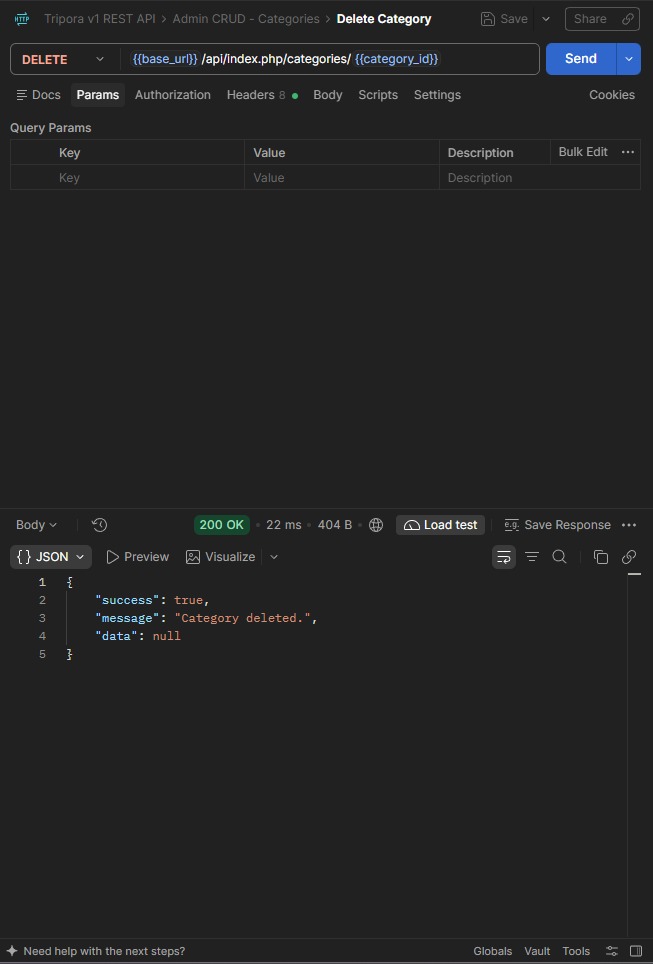 HTTP Tripora v1 REST API > Admin CRUD - Categories > Delete Category Save Share
DELETE {{base_url}} /api/index.php/categories/ {{category_id}} Send
Docs Params Authorization Headers 8 Body Scripts Settings Cookies
Query Params
Key Value Description Bulk Edit ...
Key Value Description
Body 200 OK • 22 ms • 404 B • Load test e.g. Save Response ...
{} JSON Preview Visualize
1 {
2 "success": true,
3 "message": "Category deleted.",
4 "data": null
5 }
Need help with the next steps? Globals Vault Tools